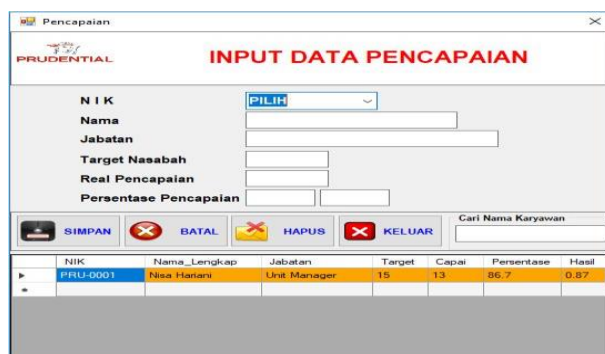 Pencapaian
PRUDENTIAL
INPUT DATA PENCAPAIAN
N I K
PILIH
Nama
Jabatan
Target Nasabah
Real Pencapaian
Persentase Pencapaian
SIMPAN BATAL HAPUS KELUAR
Cari Nama Karyawan
NIK Nama_Lengkap Jabatan Target Capai Persentase Hasil
PRU-0001 Nisa Hariani Unit Manager 15 13 86.7 0.87